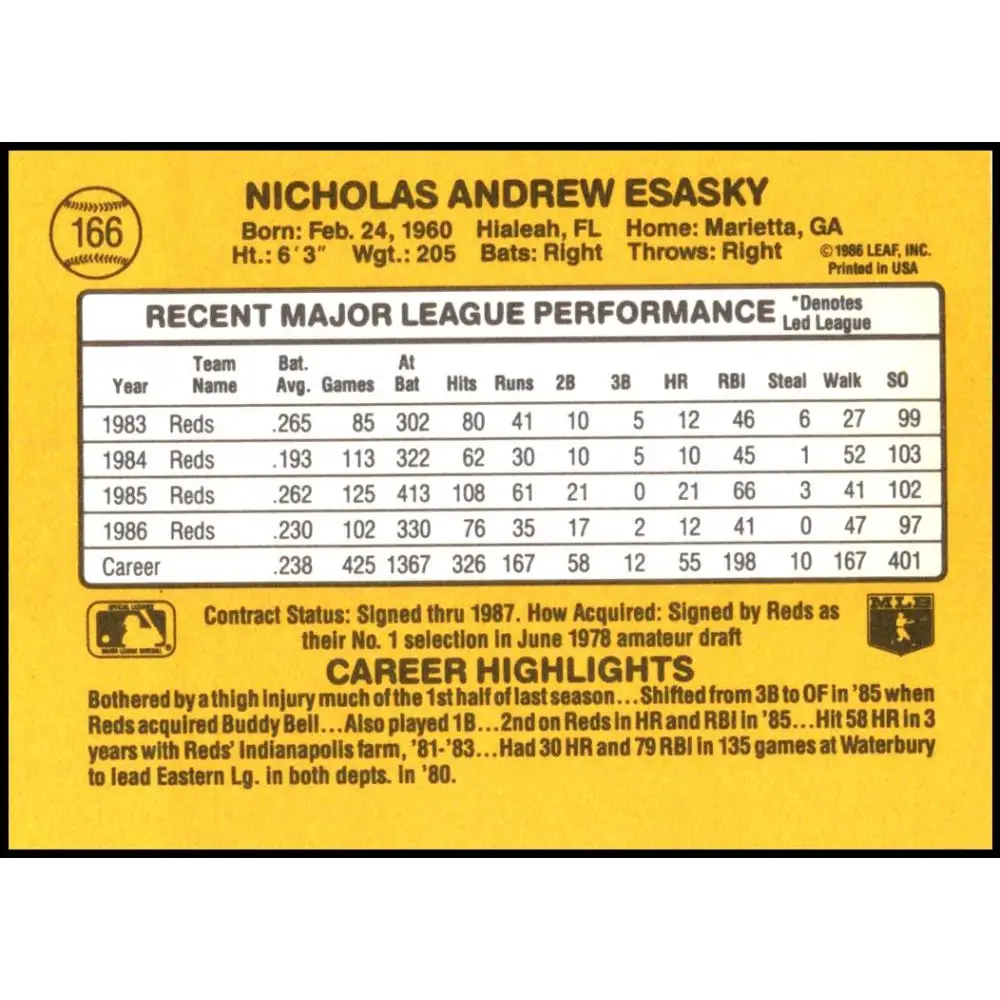 166
NICHOLAS ANDREW ESASKY
Born: Feb. 24, 1960 Hialeah, FL Home: Marietta, GA
Ht.: 6'3" Wgt.: 205 Bats: Right Throws: Right
©1986 LEAF, INC.
Printed in USA
RECENT MAJOR LEAGUE PERFORMANCE *Denotes Led League
Year Team Name Bat. Avg. Games At Bat Hits Runs 2B 3B HR RBI Steal Walk SO
1983 Reds .265 85 302 80 41 10 5 12 46 6 27 99
1984 Reds .193 113 322 62 30 10 5 10 45 1 52 103
1985 Reds .262 125 413 108 61 21 0 21 66 3 41 102
1986 Reds .230 102 330 76 35 17 2 12 41 0 47 97
Career .238 425 1367 326 167 58 12 55 198 10 167 401
OFFICIAL LICENSEE
MAJOR LEAGUE BASEBALL
Contract Status: Signed thru 1987. How Acquired: Signed by Reds as
their No. 1 selection in June 1978 amateur draft
MLB
CAREER HIGHLIGHTS
Bothered by a thigh injury much of the 1st half of last season...Shifted from 3B to OF in '85 when
Reds acquired Buddy Bell...Also played 1B...2nd on Reds in HR and RBI in '85...Hit 58 HR in 3
years with Reds' Indianapolis farm, '81-'83...Had 30 HR and 79 RBI in 135 games at Waterbury
to lead Eastern Lg. in both depts. in '80.